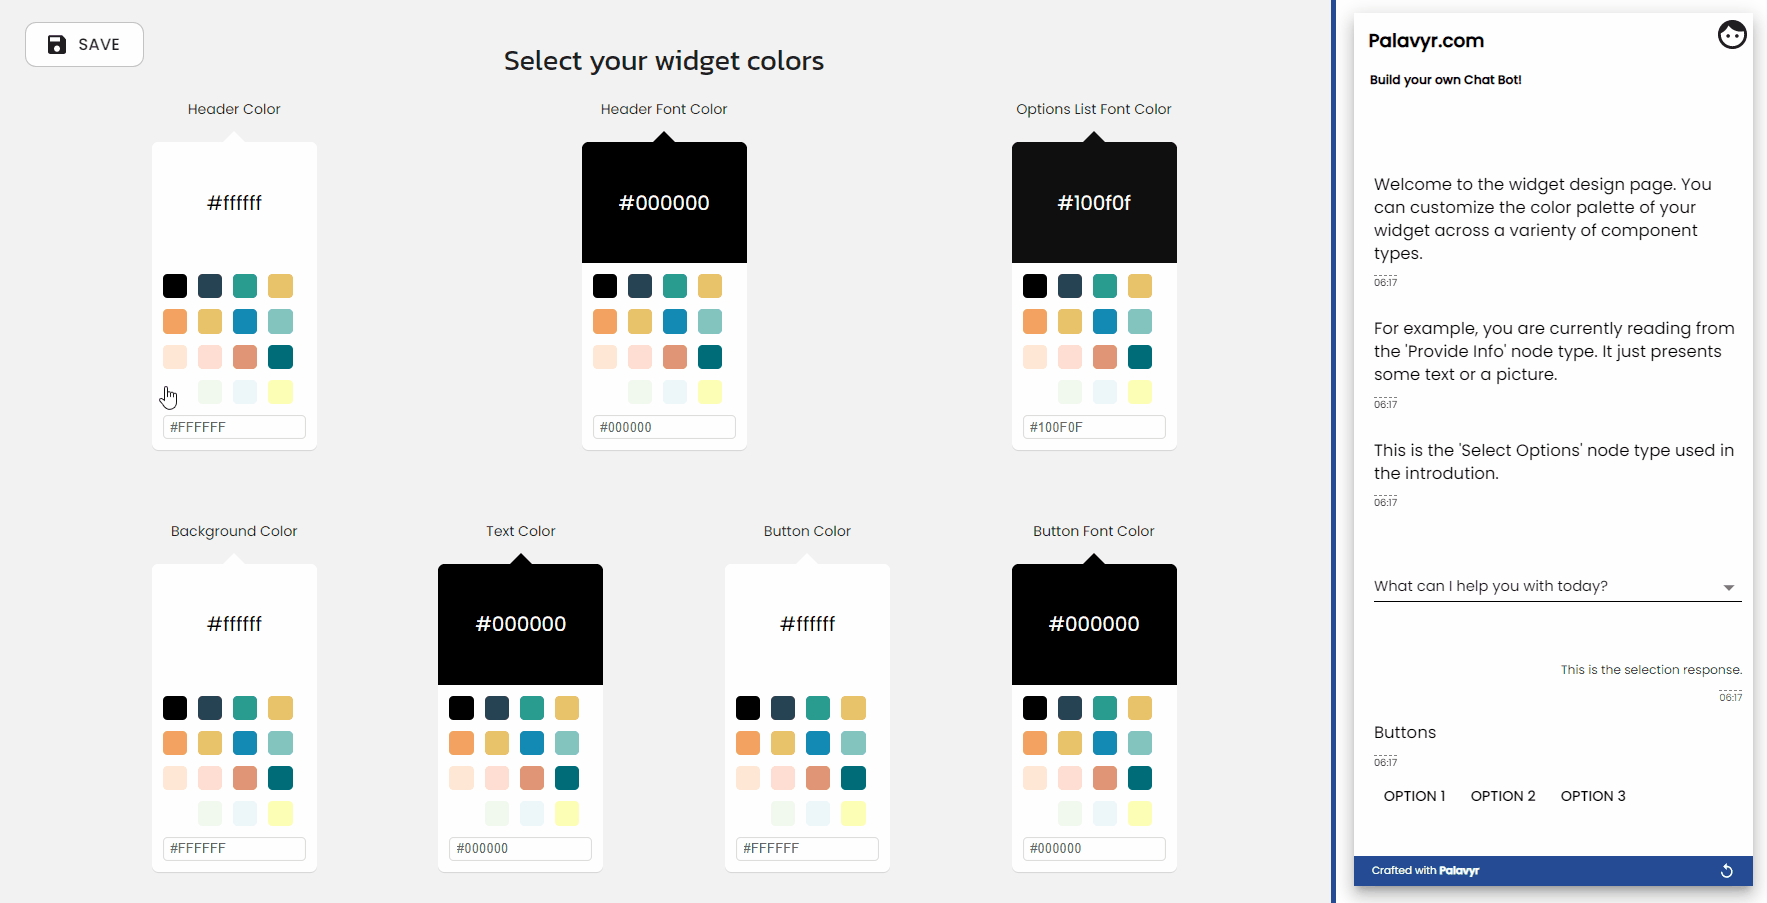 SAVE
Select your widget colors
Header Color
Header Font Color
Options List Font Color
#ffffff
#000000
#100f0f
#FFFFFF
#000000
#100F0F
Background Color
Text Color
Button Color
Button Font Color
#ffffff
#000000
#ffffff
#000000
#FFFFFF
#000000
#FFFFFF
#000000
Palavyr.com
Build your own Chat Bot!
Welcome to the widget design page. You
can customize the color palette of your
widget across a varienty of component
types.
06:17
For example, you are currently reading from
the 'Provide Info' node type. It just presents
some text or a picture.
06:17
This is the 'Select Options' node type used in
the introdution.
06:17
What can I help you with today?
This is the selection response.
06:17
Buttons
06:17
OPTION 1 OPTION 2 OPTION 3
Crafted with Palavyr